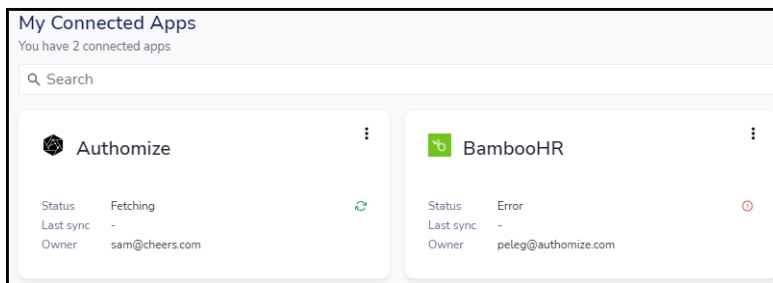 My Connected Apps
You have 2 connected apps
Search
Authomize
Status Fetching
Last sync -
Owner sam@cheers.com
BambooHR
Status Error
Last sync -
Owner peleg@authomize.com